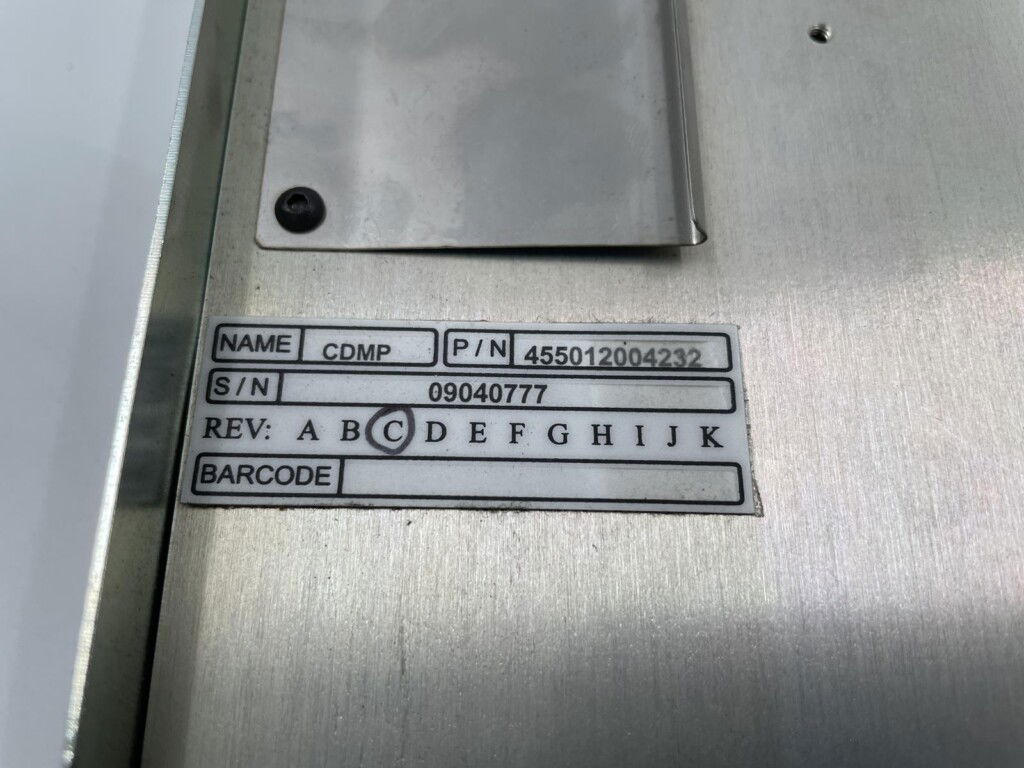 NAME CDMP P/N 455012004232
S/N 09040777
REV: A B C D E F G H I J K
BARCODE